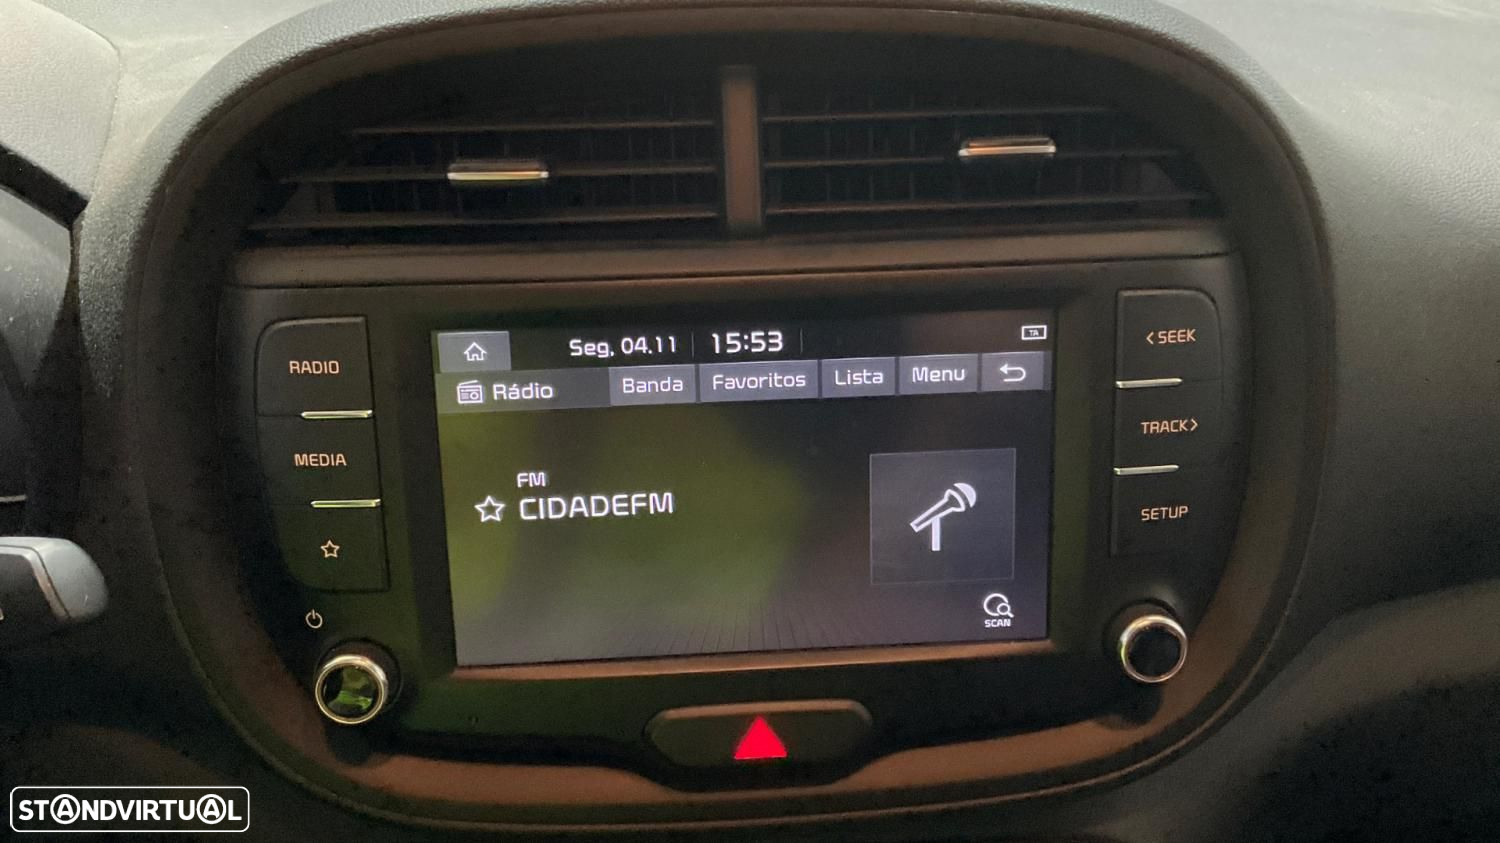 RADIO
MEDIA
Seg, 04.11 15:53 TA
Rádio Banda Favoritos Lista Menu
FM
CIDADEFM
SCAN
< SEEK
TRACK >
SETUP
STANDVIRTUAL